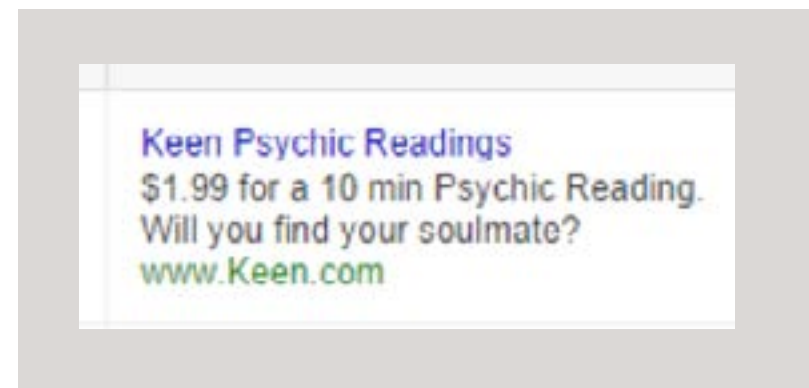 Keen Psychic Readings
$1.99 for a 10 min Psychic Reading.
Will you find your soulmate?
www.Keen.com